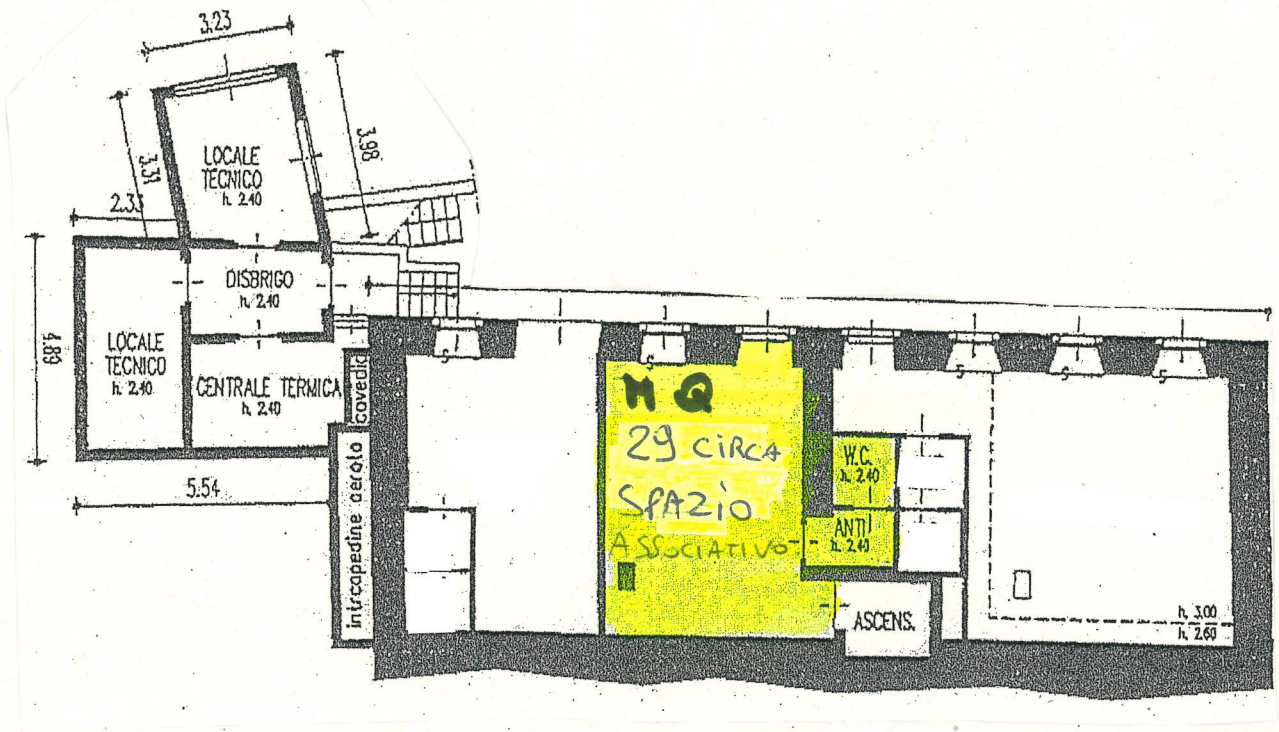 3.23
3.31
3.98
LOCALE
TECNICO
h. 2.40
2.33
DISBRIGO
h. 2.40
4.89
LOCALE
TECNICO
h. 2.40
CENTRALE TERMICA
h. 2.40
covedio
5.54
intrcapedine aerata
S
S
S
S
S
MQ
29 CIRCA
SPAZIO
ASSOCIATIVO
W.C.
h. 2.40
ANTI
h. 2.40
ASCENS.
h. 3.00
h. 2.60